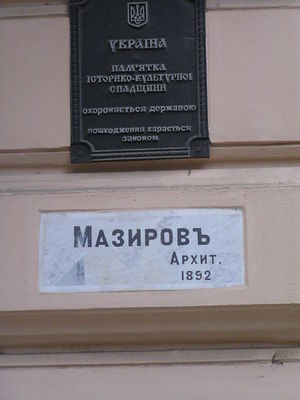 УКРАЇНА
ПАМ'ЯТКА
ІСТОРИКО-КУЛЬТУРНОЇ
СПАДЩИНИ
ОХОРОНЯЄТЬСЯ ДЕРЖАВОЮ
ПОШКОДЖЕННЯ КАРАЄТЬСЯ
ЗАКОНОМ
МАЗИРОВЪ
АРХИТ.
1892